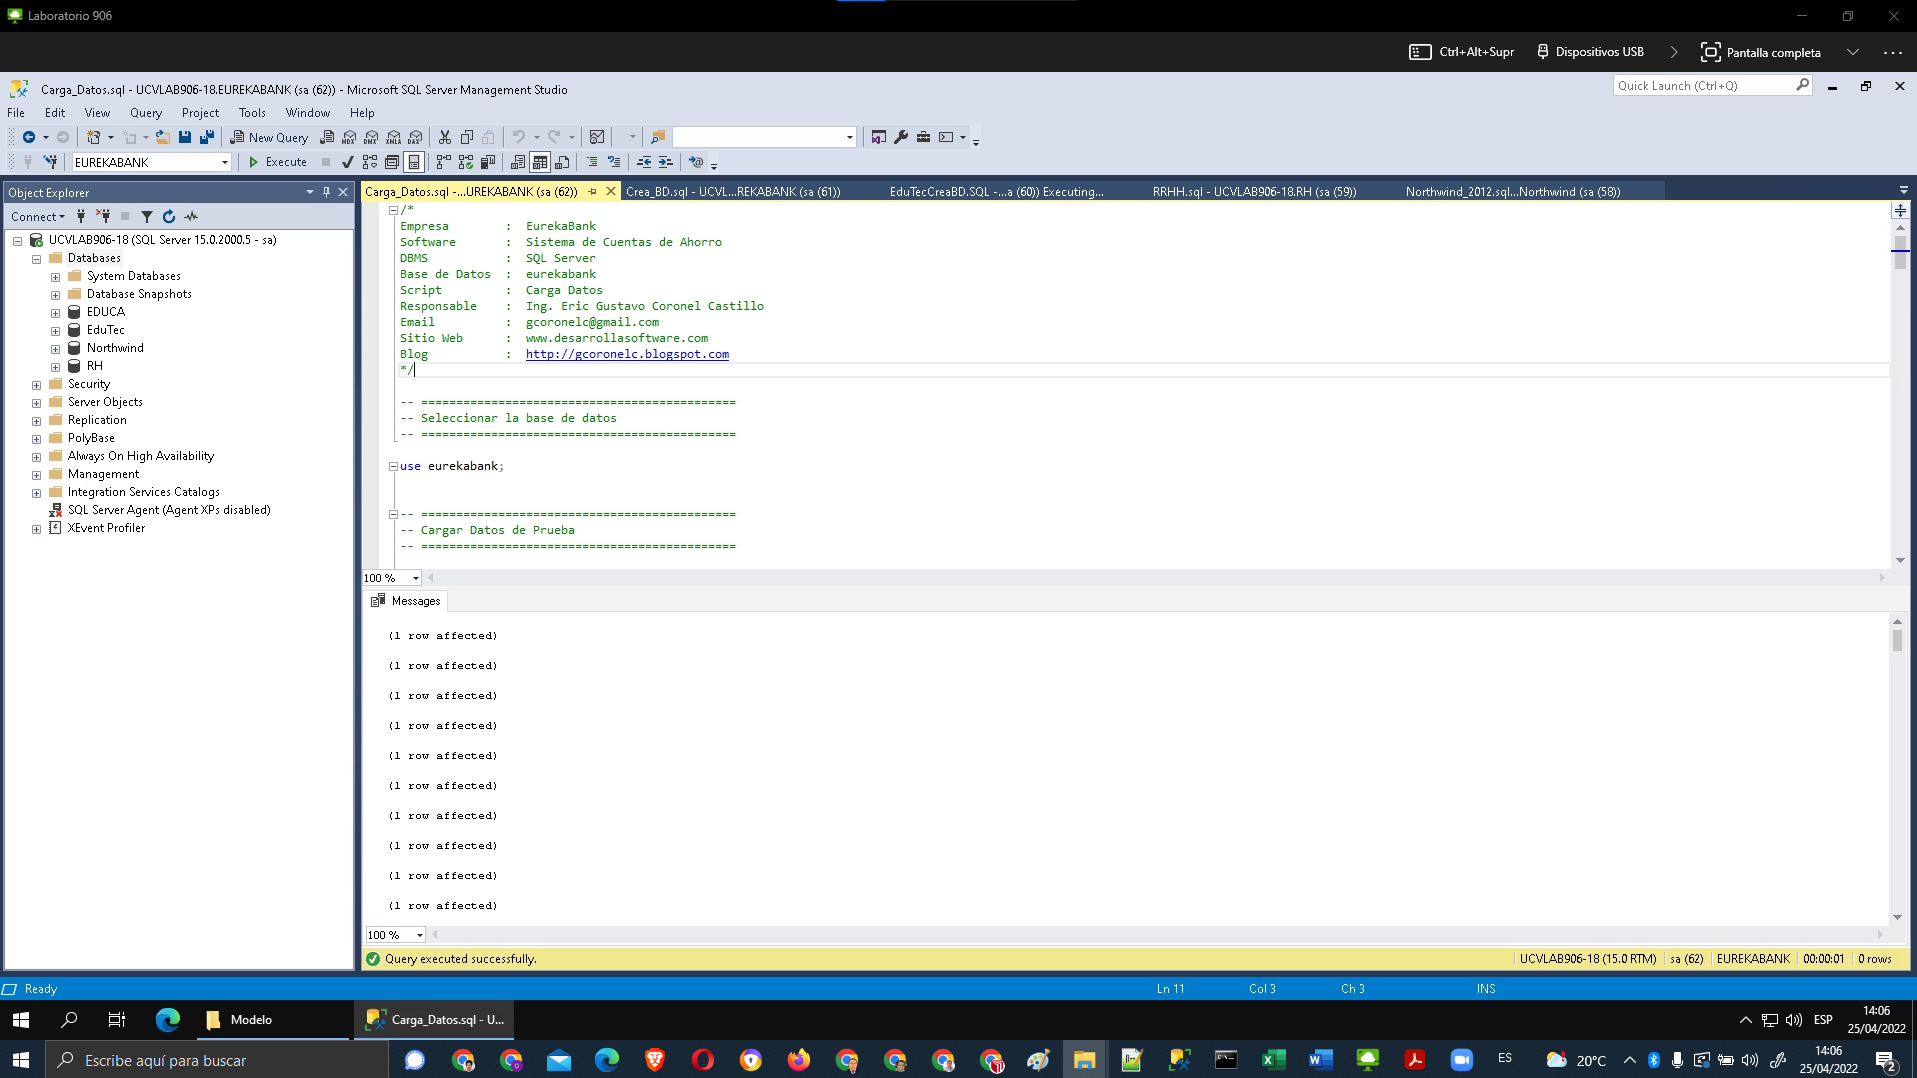 Laboratorio 906
Ctrl+Alt+Supr
Dispositivos USB
Pantalla completa
Carga_Datos.sql - UCVLAB906-18.EUREKABANK (sa (62)) - Microsoft SQL Server Management Studio
Quick Launch (Ctrl+Q)
File Edit View Query Project Tools Window Help
New Query
EUREKABANK
Execute
Object Explorer
Connect
UCVLAB906-18 (SQL Server 15.0.2000.5 - sa)
Databases
System Databases
Database Snapshots
EDUCA
EduTec
Northwind
RH
Security
Server Objects
Replication
PolyBase
Always On High Availability
Management
Integration Services Catalogs
SQL Server Agent (Agent XPs disabled)
XEvent Profiler
Carga_Datos.sql -...UREKABANK (sa (62))
Crea_BD.sql - UCVL...REKABANK (sa (61))
EduTecCreaBD.SQL -...a (60)) Executing...
RRHH.sql - UCVLAB906-18.RH (sa (59))
Northwind_2012.sql...Northwind (sa (58))
/*
Empresa : EurekaBank
Software : Sistema de Cuentas de Ahorro
DBMS : SQL Server
Base de Datos : eurekabank
Script : Carga Datos
Responsable : Ing. Eric Gustavo Coronel Castillo
Email : gcoronelc@gmail.com
Sitio Web : www.desarrollasoftware.com
Blog : http://gcoronelc.blogspot.com
*/
-- =============================================
-- Seleccionar la base de datos
-- =============================================
use eurekabank;
-- =============================================
-- Cargar Datos de Prueba
-- =============================================
100 %
Messages
(1 row affected)
(1 row affected)
(1 row affected)
(1 row affected)
(1 row affected)
(1 row affected)
(1 row affected)
(1 row affected)
(1 row affected)
(1 row affected)
100 %
Query executed successfully.
UCVLAB906-18 (15.0 RTM) sa (62) EUREKABANK 00:00:01 0 rows
Ready
Ln 11 Col 3 Ch 3 INS
Modelo
Carga_Datos.sql - U...
ESP
14:06
25/04/2022
Escribe aquí para buscar
ES
20°C
14:06
25/04/2022
2